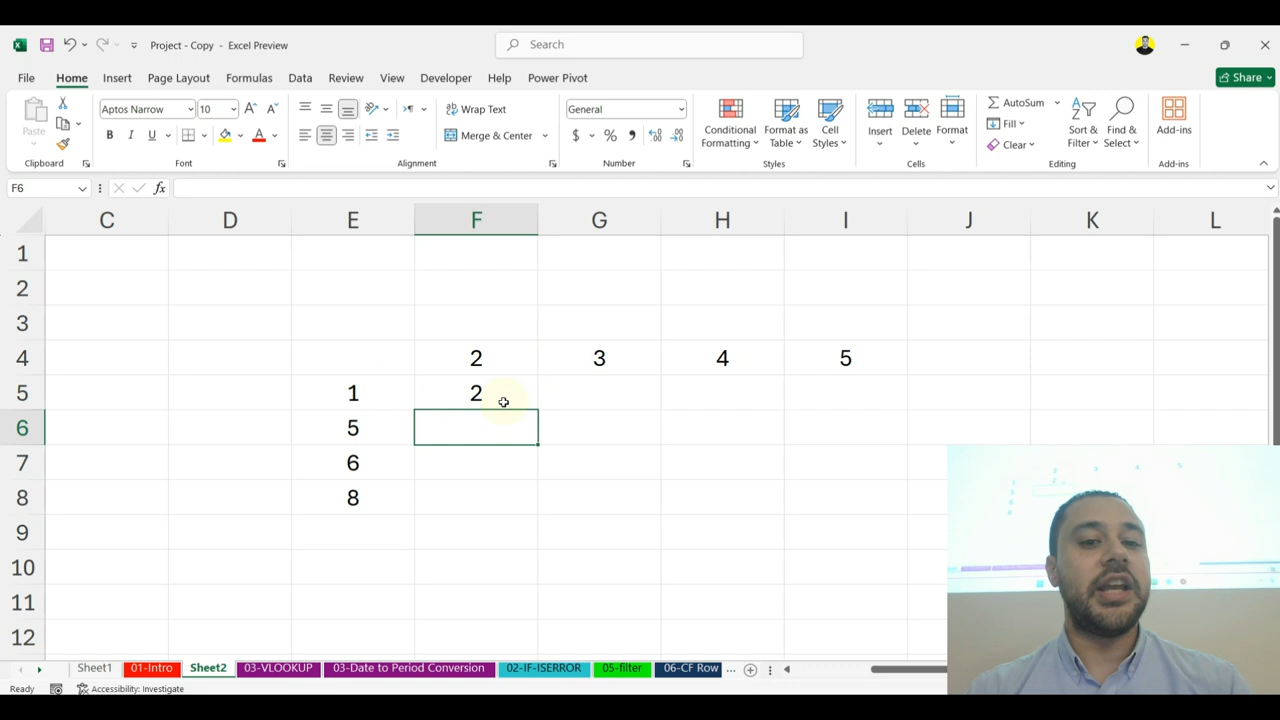 Project - Copy - Excel Preview
Search
File Home Insert Page Layout Formulas Data Review View Developer Help Power Pivot
Share
Paste
Aptos Narrow 10
B I U
Wrap Text
Merge & Center
General
$ % ,
Conditional Formatting
Format as Table
Cell Styles
Insert
Delete
Format
AutoSum
Fill
Clear
Sort & Filter
Find & Select
Add-ins
Clipboard Font Alignment Number Styles Cells Editing Add-ins
F6
fx
C D E F G H I J K L
1
2
3
4 2 3 4 5
5 1 2
6 5
7 6
8 8
9
10
11
12
Sheet1 01-Intro Sheet2 03-VLOOKUP 03-Date to Period Conversion 02-IF-ISERROR 05-filter 06-CF Row ...
Ready Accessibility: Investigate